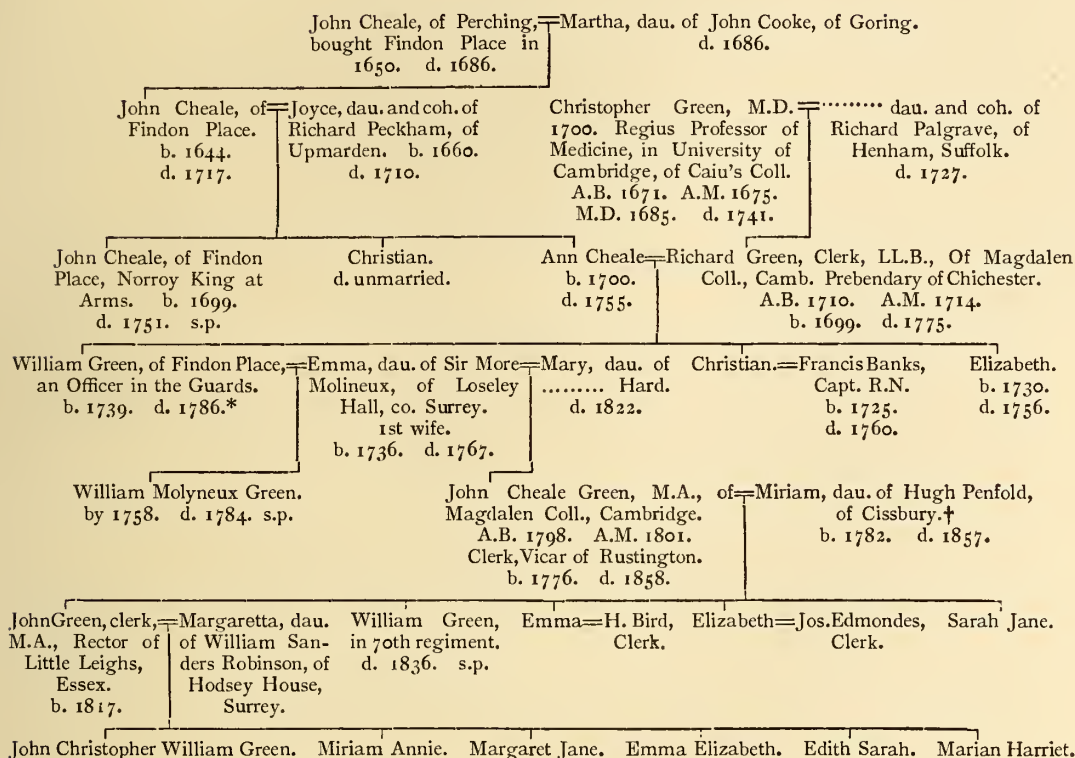 John Cheale, of Perching,
bought Findon Place in
1650. d. 1686.
Martha, dau. of John Cooke, of Goring.
d. 1686.
John Cheale, of
Findon Place.
b. 1644.
d. 1717.
Joyce, dau. and coh. of
Richard Peckham, of
Upmarden. b. 1660.
d. 1710.
Christopher Green, M.D.
1700. Regius Professor of
Medicine, in University of
Cambridge, of Caiu's Coll.
A.B. 1671. A.M. 1675.
M.D. 1685. d. 1741.
......... dau. and coh. of
Richard Palgrave, of
Henham, Suffolk.
d. 1727.
John Cheale, of Findon
Place, Norroy King at
Arms. b. 1699.
d. 1751. s.p.
Christian.
d. unmarried.
Ann Cheale
b. 1700.
d. 1755.
Richard Green, Clerk, LL.B., Of Magdalen
Coll., Camb. Prebendary of Chichester.
A.B. 1710. A.M. 1714.
b. 1699. d. 1775.
William Green, of Findon Place,
an Officer in the Guards.
b. 1739. d. 1786.*
Emma, dau. of Sir More
Molineux, of Loseley
Hall, co. Surrey.
1st wife.
b. 1736. d. 1767.
Mary, dau. of
......... Hard.
d. 1822.
Christian.
Francis Banks,
Capt. R.N.
b. 1725.
d. 1760.
Elizabeth.
b. 1730.
d. 1756.
William Molyneux Green.
by 1758. d. 1784. s.p.
John Cheale Green, M.A., of
Magdalen Coll., Cambridge.
A.B. 1798. A.M. 1801.
Clerk, Vicar of Rustington.
b. 1776. d. 1858.
Miriam, dau. of Hugh Penfold,
of Cissbury.†
b. 1782. d. 1857.
John Green, clerk,
M.A., Rector of
Little Leighs,
Essex.
b. 1817.
Margaretta, dau.
of William San-
ders Robinson, of
Hodsey House,
Surrey.
William Green,
in 70th regiment.
d. 1836. s.p.
Emma
H. Bird,
Clerk.
Elizabeth
Jos. Edmondes,
Clerk.
Sarah Jane.
John Christopher William Green. Miriam Annie. Margaret Jane. Emma Elizabeth. Edith Sarah. Marian Harriet.